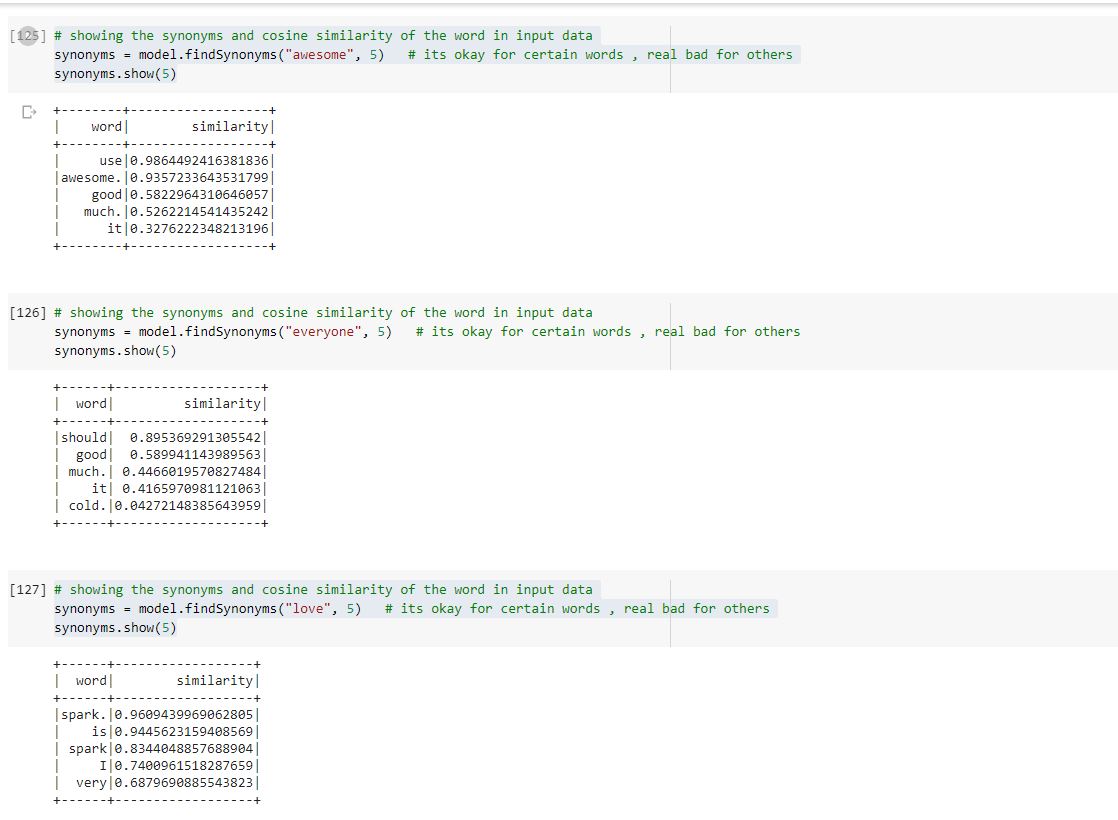 [125] # showing the synonyms and cosine similarity of the word in input data
synonyms = model.findSynonyms("awesome", 5)   # its okay for certain words , real bad for others
synonyms.show(5)
+--------+------------------+
|    word|        similarity|
+--------+------------------+
|     use|0.9864492416381836|
|awesome.|0.9357233643531799|
|    good|0.5822964310646057|
|   much.|0.5262214541435242|
|      it|0.3276222348213196|
+--------+------------------+
[126] # showing the synonyms and cosine similarity of the word in input data
synonyms = model.findSynonyms("everyone", 5)   # its okay for certain words , real bad for others
synonyms.show(5)
+------+-------------------+
|  word|         similarity|
+------+-------------------+
|should|  0.895369291305542|
|  good|  0.589941143989563|
| much.| 0.4466019570827484|
|    it| 0.4165970981121063|
| cold.|0.04272148385643959|
+------+-------------------+
[127] # showing the synonyms and cosine similarity of the word in input data
synonyms = model.findSynonyms("love", 5)   # its okay for certain words , real bad for others
synonyms.show(5)
+------+------------------+
|  word|        similarity|
+------+------------------+
|spark.|0.9609439969062805|
|    is|0.9445623159408569|
| spark|0.8344048857688904|
|     I|0.7400961518287659|
|  very|0.6879690885543823|
+------+------------------+